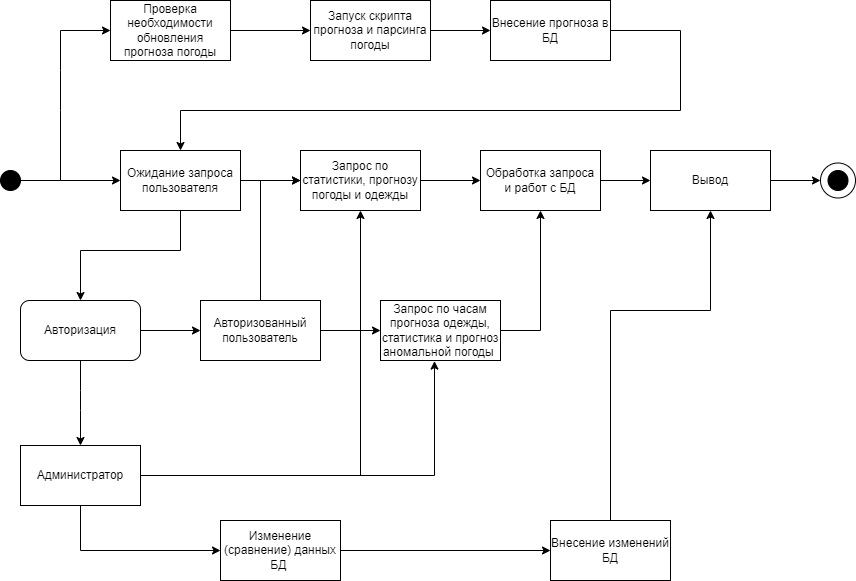 Проверка
необходимости
обновления
прогноза погоды
Запуск скрипта
прогноза и парсинга
погоды
Внесение прогноза в
БД
Ожидание запроса
пользователя
Запрос по
статистики, прогнозу
погоды и одежды
Обработка запроса
и работ с БД
Вывод
Авторизация
Авторизованный
пользователь
Запрос по часам
прогноза одежды,
статистика и прогноз
аномальной погоды
Администратор
Изменение
(сравнение) данных
БД
Внесение изменений
БД